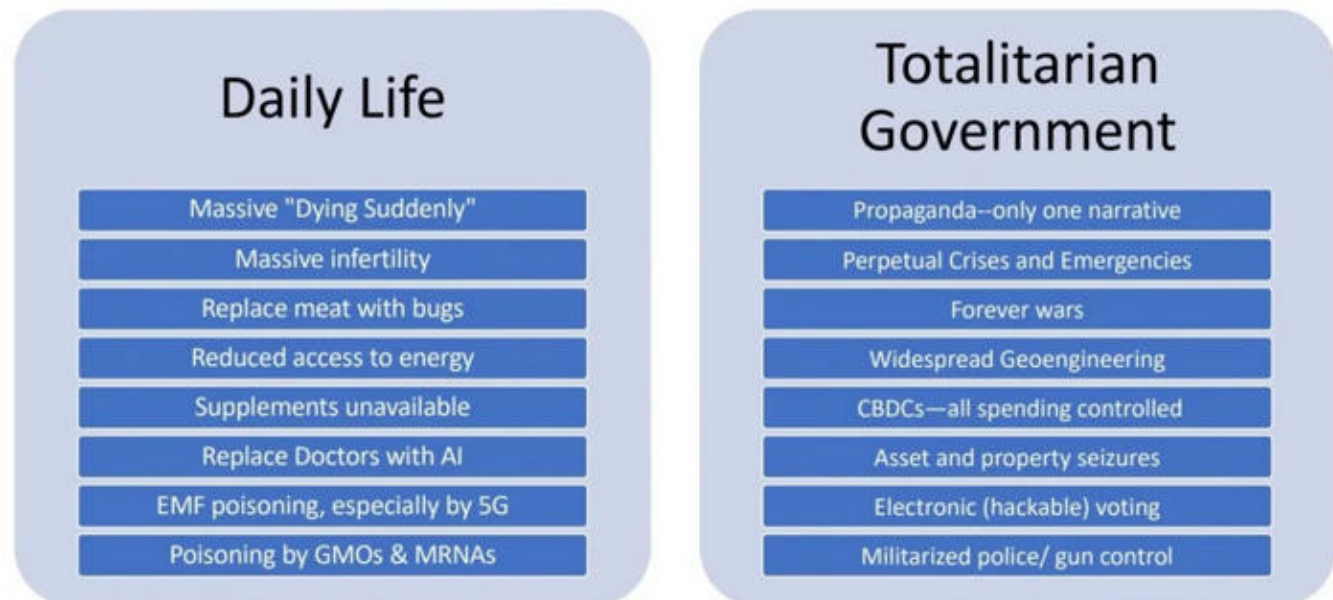 Daily Life
Massive "Dying Suddenly"
Massive infertility
Replace meat with bugs
Reduced access to energy
Supplements unavailable
Replace Doctors with AI
EMF poisoning, especially by 5G
Poisoning by GMOs & MRNAs
Totalitarian
Government
Propaganda--only one narrative
Perpetual Crises and Emergencies
Forever wars
Widespread Geoengineering
CBDCs—all spending controlled
Asset and property seizures
Electronic (hackable) voting
Militarized police/ gun control